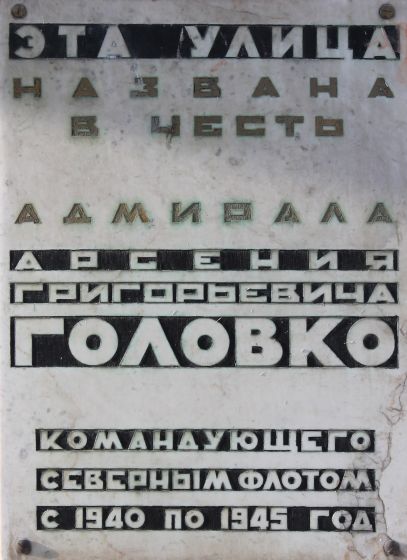 ЭТА УЛИЦА
НАЗВАНА
В ЧЕСТЬ
АДМИРАЛА
АРСЕНИЯ
ГРИГОРЬЕВИЧА
ГОЛОВКО
КОМАНДУЮЩЕГО
СЕВЕРНЫМ ФЛОТОМ
С 1940 ПО 1945 ГОД